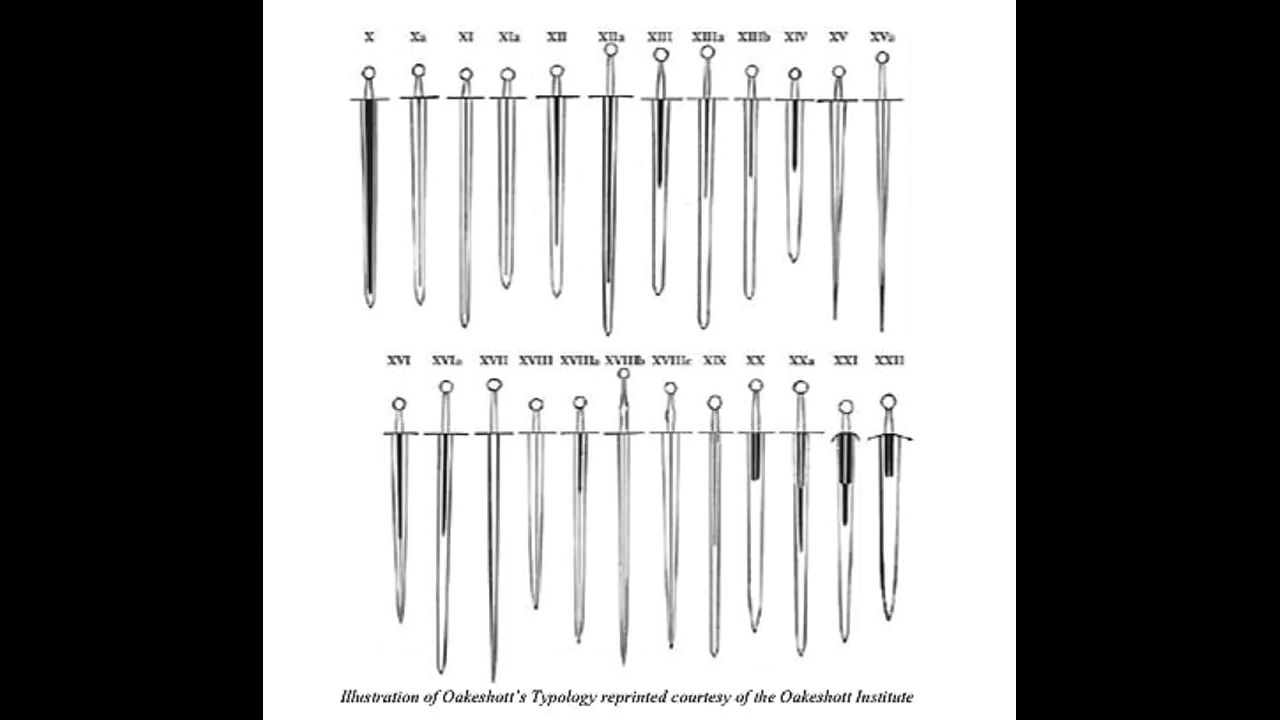 X Xa XI XIa XII XIIa XIII XIIIa XIIIb XIV XV XVa
XVI XVIa XVII XVIII XVIIIa XVIIIb XVIIIc XIX XX XXa XXI XXII
Illustration of Oakeshott's Typology reprinted courtesy of the Oakeshott Institute